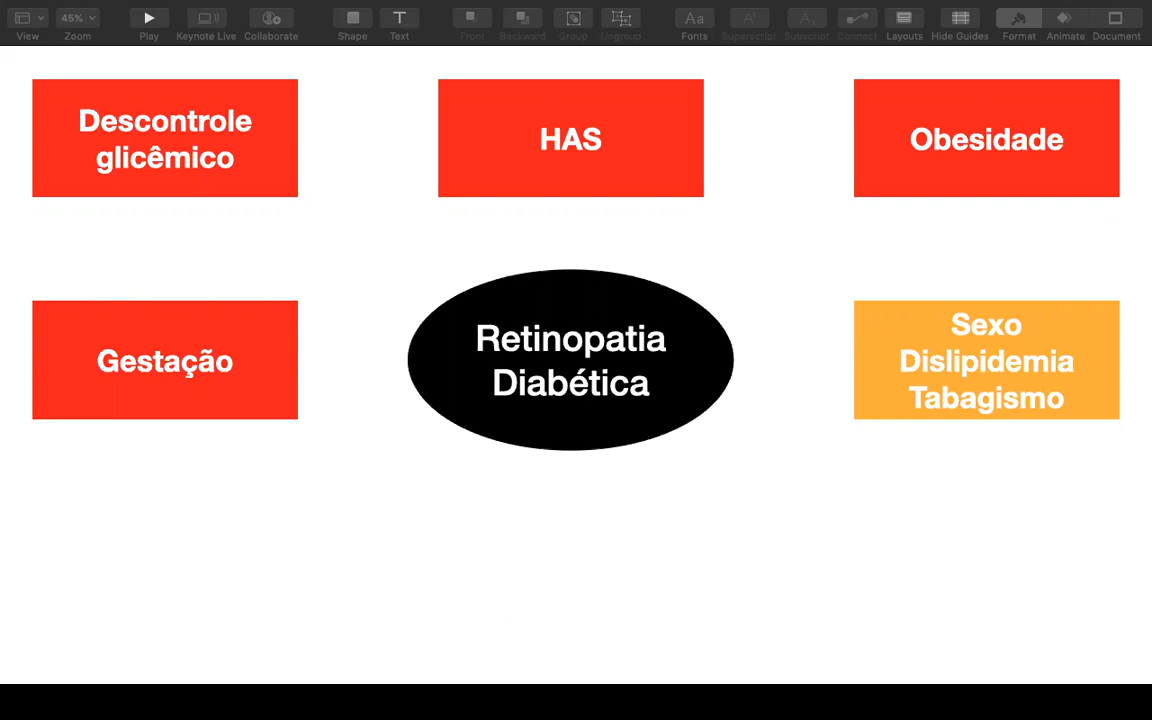 45%
View
Zoom
Play
Keynote Live
Collaborate
Shape
Text
Front
Backward
Group
Ungroup
Fonts
Superscript
Subscript
Connect
Layouts
Hide Guides
Format
Animate
Document
Descontrole
glicêmico
HAS
Obesidade
Gestação
Retinopatia
Diabética
Sexo
Dislipidemia
Tabagismo